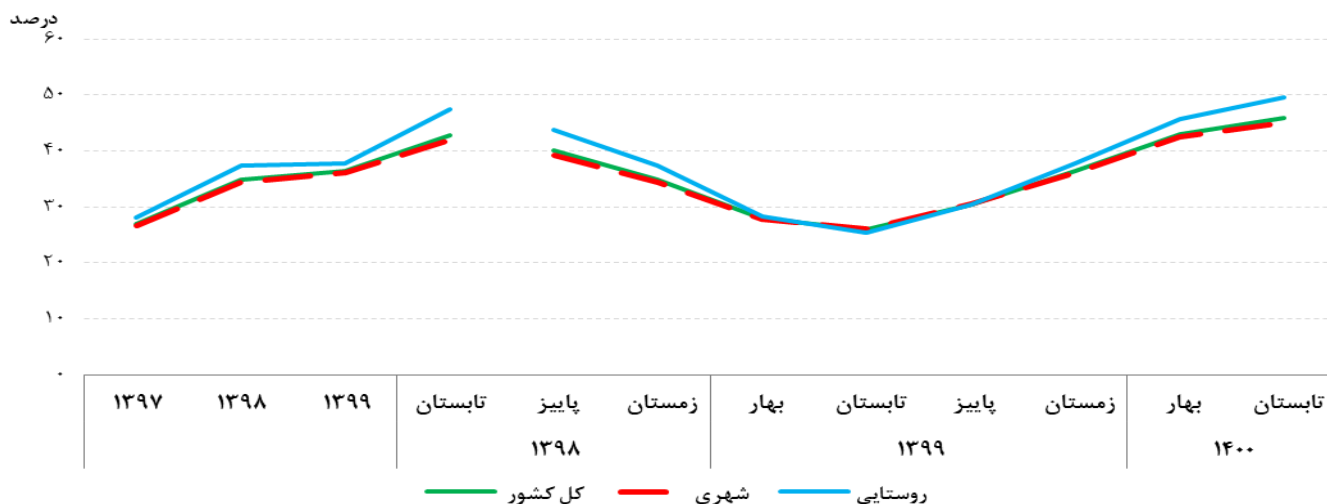 درصد
۶۰
۵۰
۴۰
۳۰
۲۰
۱۰
۰
۱۳۹۷ ۱۳۹۸ ۱۳۹۹ تابستان پاییز زمستان بهار تابستان پاییز زمستان بهار تابستان
۱۳۹۸ ۱۳۹۹ ۱۴۰۰
کل کشور شهری روستایی